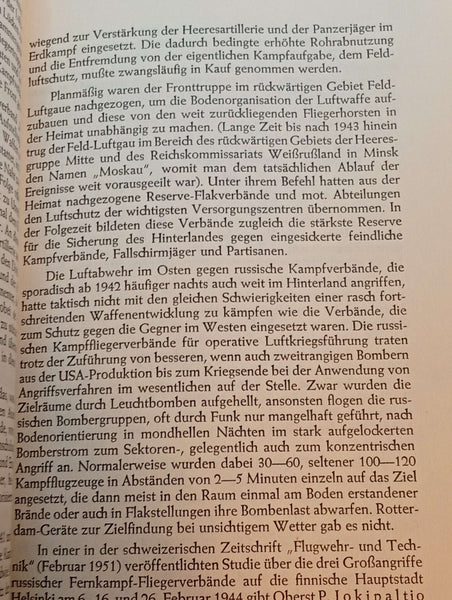 wiegend zur Verstärkung der Heeresartillerie und der Panzerjäger im
Erdkampf eingesetzt. Die dadurch bedingte erhöhte Rohrabnutzung
und die Entfremdung von der eigentlichen Kampfaufgabe, dem Feld-
luftschutz, mußte zwangsläufig in Kauf genommen werden.
Planmäßig waren der Fronttruppe im rückwärtigen Gebiet Feld-
Luftgaue nachgezogen, um die Bodenorganisation der Luftwaffe auf-
zubauen und diese von den weit zurückliegenden Fliegerhorsten in
der Heimat unabhängig zu machen. (Lange Zeit bis nach 1943 hinein
trug der Feld-Luftgau im Bereich des rückwärtigen Gebiets der Heeres-
gruppe Mitte und des Reichskommissariats Weißrußland in Minsk
den Namen „Moskau“, womit man dem tatsächlichen Ablauf der
Ereignisse weit vorausgeeilt war). Unter ihrem Befehl hatten aus der
Heimat nachgezogene Reserve-Flakverbände und mot. Abteilungen
den Luftschutz der wichtigsten Versorgungszentren übernommen. In
der Folgezeit bildeten diese Verbände zugleich die stärkste Reserve
für die Sicherung des Hinterlandes gegen eingesickerte feindliche
Kampfverbände, Fallschirmjäger und Partisanen.
Die Luftabwehr im Osten gegen russische Kampfverbände, die
sporadisch ab 1942 häufiger nachts auch weit im Hinterland angriffen,
hatte taktisch nicht mit den gleichen Schwierigkeiten einer rasch fort-
schreitenden Waffenentwicklung zu kämpfen wie die Verbände, die
zum Schutz gegen die Gegner im Westen eingesetzt waren. Die russi-
schen Kampffliegerverbände für operative Luftkriegsführung traten
trotz der Zuführung von besseren, wenn auch zweitrangigen Bombern
aus der USA-Produktion bis zum Kriegsende bei der Anwendung von
Angriffsverfahren im wesentlichen auf der Stelle. Zwar wurden die
Zielräume durch Leuchtbomben aufgehellt, ansonsten flogen die rus-
sischen Bombergruppen, oft durch Funk nur mangelhaft geführt, nach
Bodenorientierung in mondhellen Nächten im stark aufgelockerten
Bomberstrom zum Sektoren-, gelegentlich auch zum konzentrischen
Angriff an. Normalerweise wurden dabei 30—60, seltener 100—120
Kampfflugzeuge in Abständen von 2—5 Minuten einzeln auf das Ziel
angesetzt, die dann meist in den Raum einmal am Boden erstandener
Brände oder auch in Flakstellungen ihre Bombenlast abwarfen. Rotter-
dam-Geräte zur Zielfindung bei unsichtigem Wetter gab es nicht.
In einer in der schweizerischen Zeitschrift „Flugwehr- und Tech-
nik“ (Februar 1951) veröffentlichten Studie über die drei Großangriffe
russischer Fernkampf-Fliegerverbände auf die finnische Hauptstadt
Helsinki am 6., 16. und 26. Februar 1944 gibt Oberst P. Jokipaltio